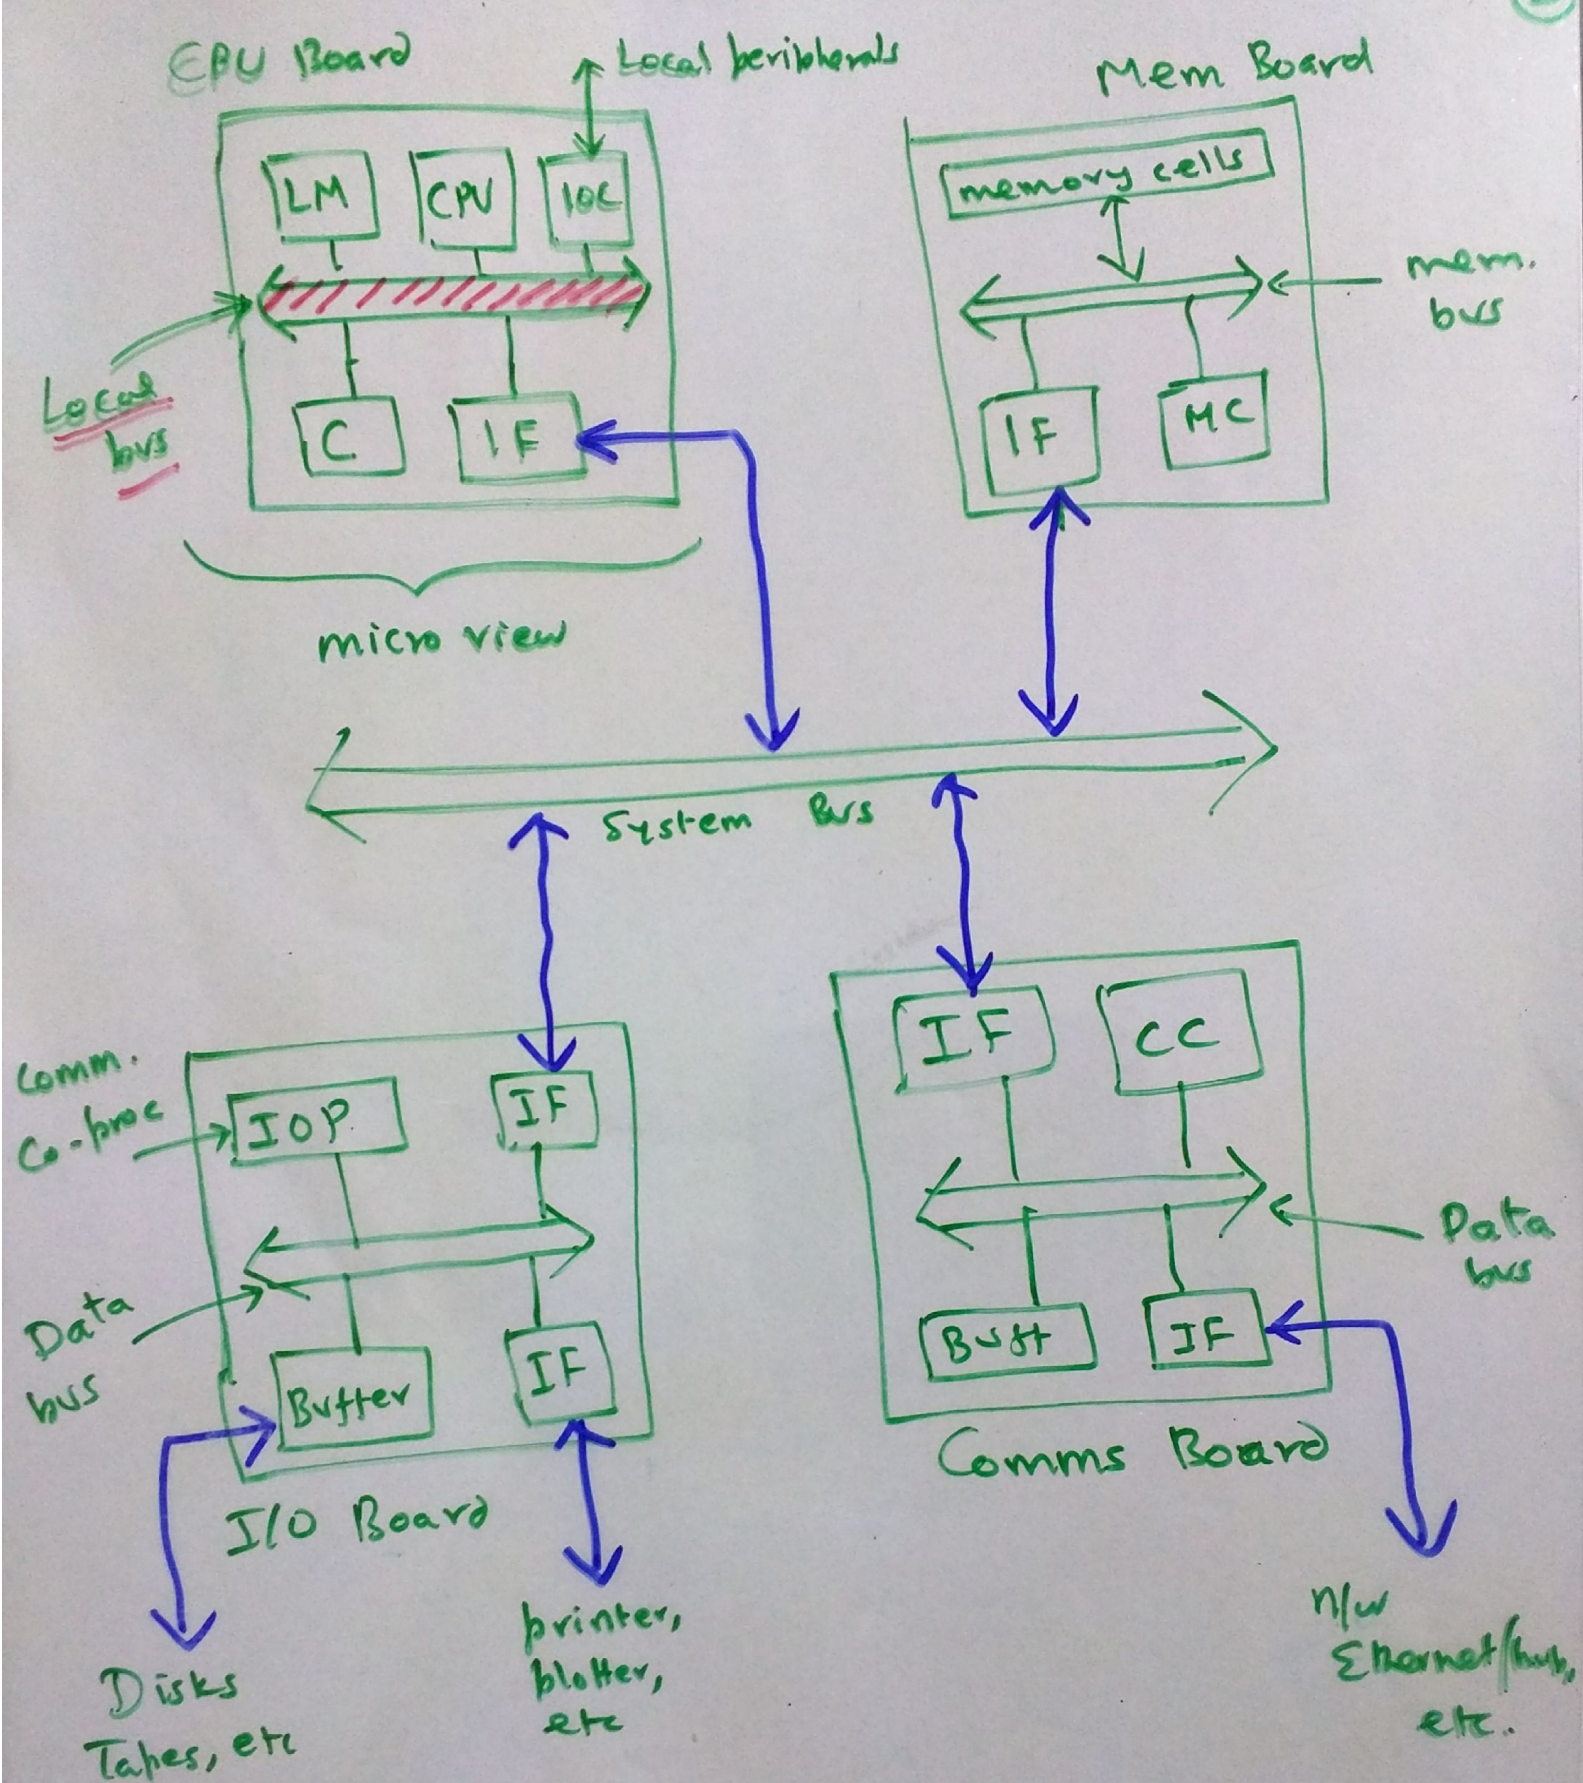 CPU Board
Local peripherals
Mem Board
LM
CPU
IOC
memory cells
mem.
bus
Local
bus
C
IF
IF
MC
micro view
System Bus
Comm.
Co-proc
IOP
IF
IF
CC
Data
bus
Data
bus
Buffer
IF
Buff
IF
I/O Board
Comms Board
Disks
Tapes, etc
printer,
plotter,
etc
n/w
Ethernet/hub,
etc.